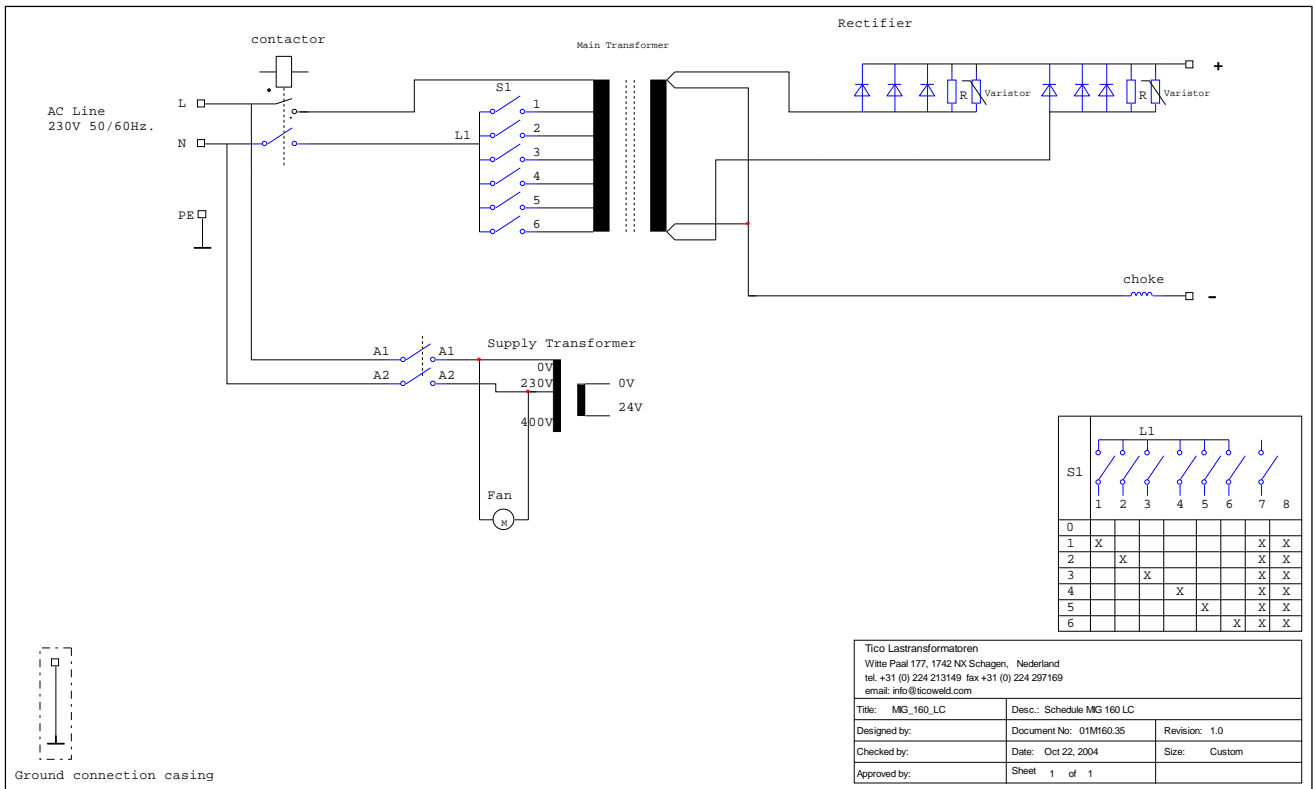 Rectifier
contactor
Main Transformer
S1
L
AC Line
230V 50/60Hz.
N
L1
1
2
3
4
5
6
R
Varistor
R
Varistor
+
PE
choke
-
Supply Transformer
A1
A1
A2
A2
0V
230V
400V
0V
24V
Fan
M
L1
S1
1 2 3 4 5 6 7 8
0
1 X X X
2 X X X
3 X X X
4 X X X
5 X X X
6 X X X
Tico Lastransformatoren
Witte Paal 177, 1742 NX Schagen, Nederland
tel. +31 (0) 224 213149 fax +31 (0) 224 297169
email: info@ticoweld.com
Title: MIG_160_LC Desc.: Schedule MIG 160 LC
Designed by: Document No: 01M160.35 Revision: 1.0
Checked by: Date: Oct 22, 2004 Size: Custom
Approved by: Sheet 1 of 1
Ground connection casing